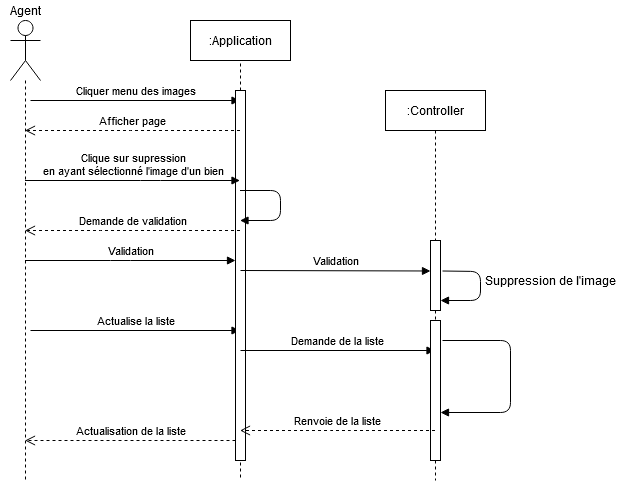 Agent
:Application
Cliquer menu des images
:Controller
Afficher page
Clique sur supression
en ayant sélectionné l'image d'un bien
Demande de validation
Validation
Validation
Suppression de l'image
Actualise la liste
Demande de la liste
Renvoie de la liste
Actualisation de la liste